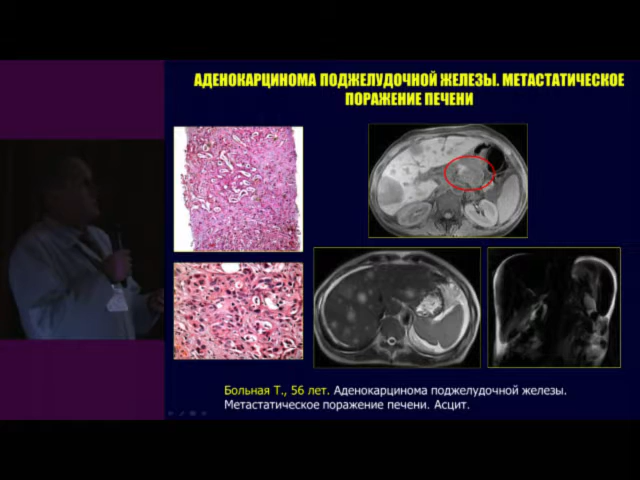 АДЕНОКАРЦИНОМА ПОДЖЕЛУДОЧНОЙ ЖЕЛЕЗЫ. МЕТАСТАТИЧЕСКОЕ
ПОРАЖЕНИЕ ПЕЧЕНИ
Больная Т., 56 лет. Аденокарцинома поджелудочной железы.
Метастатическое поражение печени. Асцит.